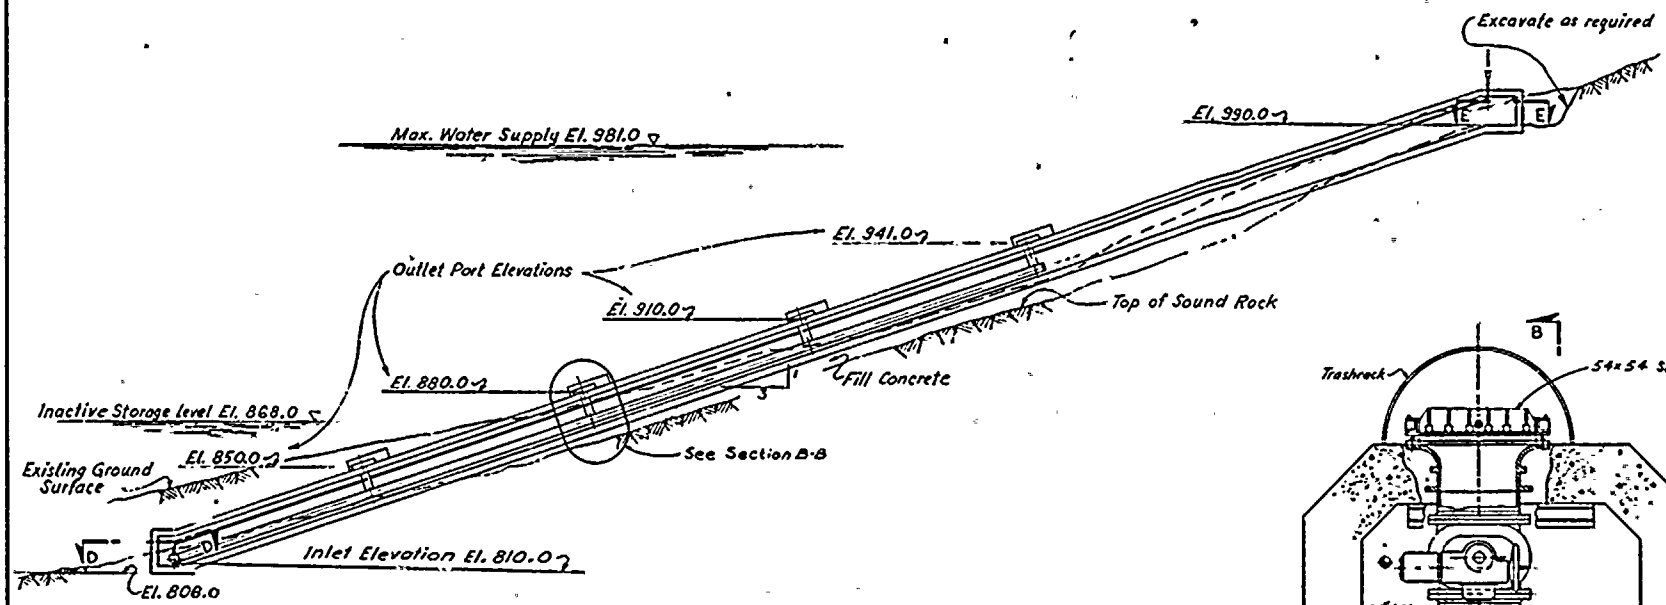 Excavate as required
El. 990.0
E E
Max. Water Supply El. 981.0
El. 941.0
Outlet Port Elevations
El. 910.0
Top of Sound Rock
B
Trashrack
54x54
El. 880.0
1
3
Fill Concrete
Inactive Storage level El. 868.0
El. 850.0
See Section B-B
Existing Ground
Surface
D D
Inlet Elevation El. 810.0
El. 808.0